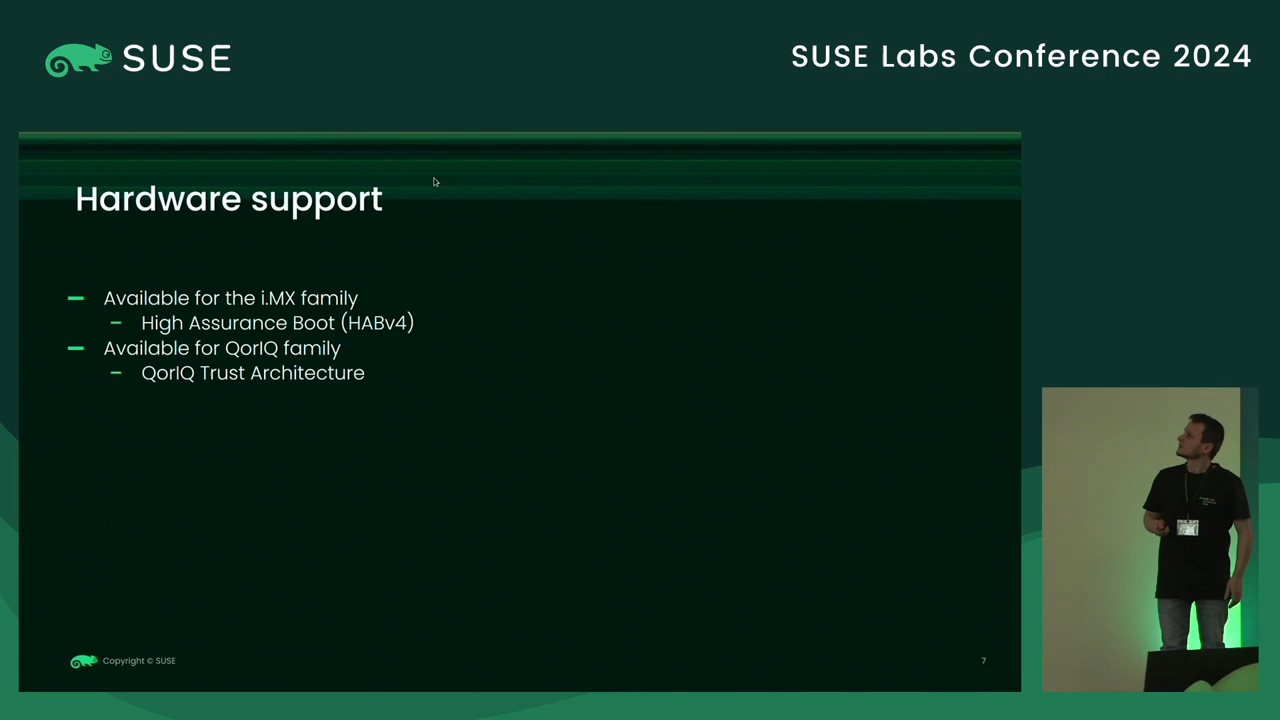 SUSE
SUSE Labs Conference 2024
Hardware support
Available for the i.MX family
High Assurance Boot (HABv4)
Available for QorIQ family
QorIQ Trust Architecture
Copyright © SUSE
7